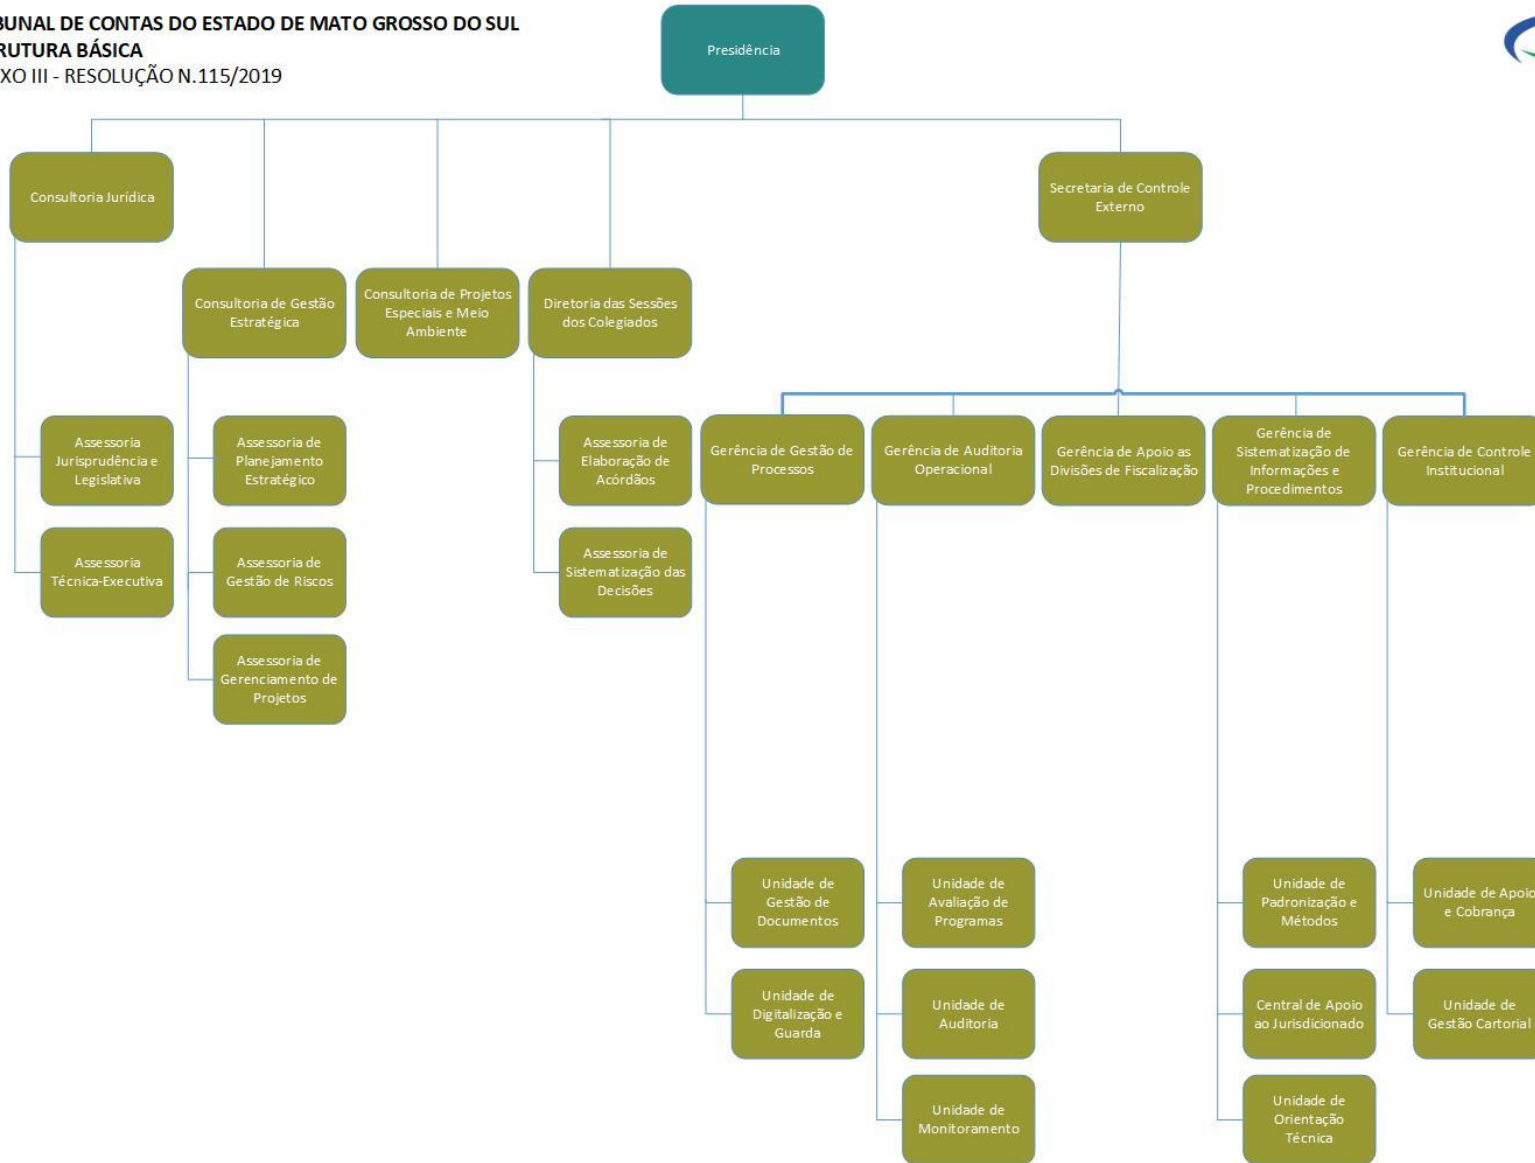 BUNAL DE CONTAS DO ESTADO DE MATO GROSSO DO SUL
RUTURA BÁSICA
XO III - RESOLUÇÃO N.115/2019
Presidência
Consultoria Jurídica
Secretaria de Controle
Externo
Consultoria de Gestão
Estratégica
Consultoria de Projetos
Especiais e Meio
Ambiente
Diretoria das Sessões
dos Colegiados
Assessoria
Jurisprudência e
Legislativa
Assessoria de
Planejamento
Estratégico
Assessoria de
Elaboração de
Acórdãos
Gerência de Gestão de
Processos
Gerência de Auditoria
Operacional
Gerência de Apoio as
Divisões de Fiscalização
Gerência de
Sistematização de
Informações e
Procedimentos
Gerência de Controle
Institucional
Assessoria
Técnica-Executiva
Assessoria de
Gestão de Riscos
Assessoria de
Sistematização das
Decisões
Assessoria de
Gerenciamento de
Projetos
Unidade de
Gestão de
Documentos
Unidade de
Avaliação de
Programas
Unidade de
Padronização e
Métodos
Unidade de Apoio
e Cobrança
Unidade de
Digitalização e
Guarda
Unidade de
Auditoria
Central de Apoio
ao Jurisdicionado
Unidade de
Gestão Cartorial
Unidade de
Monitoramento
Unidade de
Orientação
Técnica